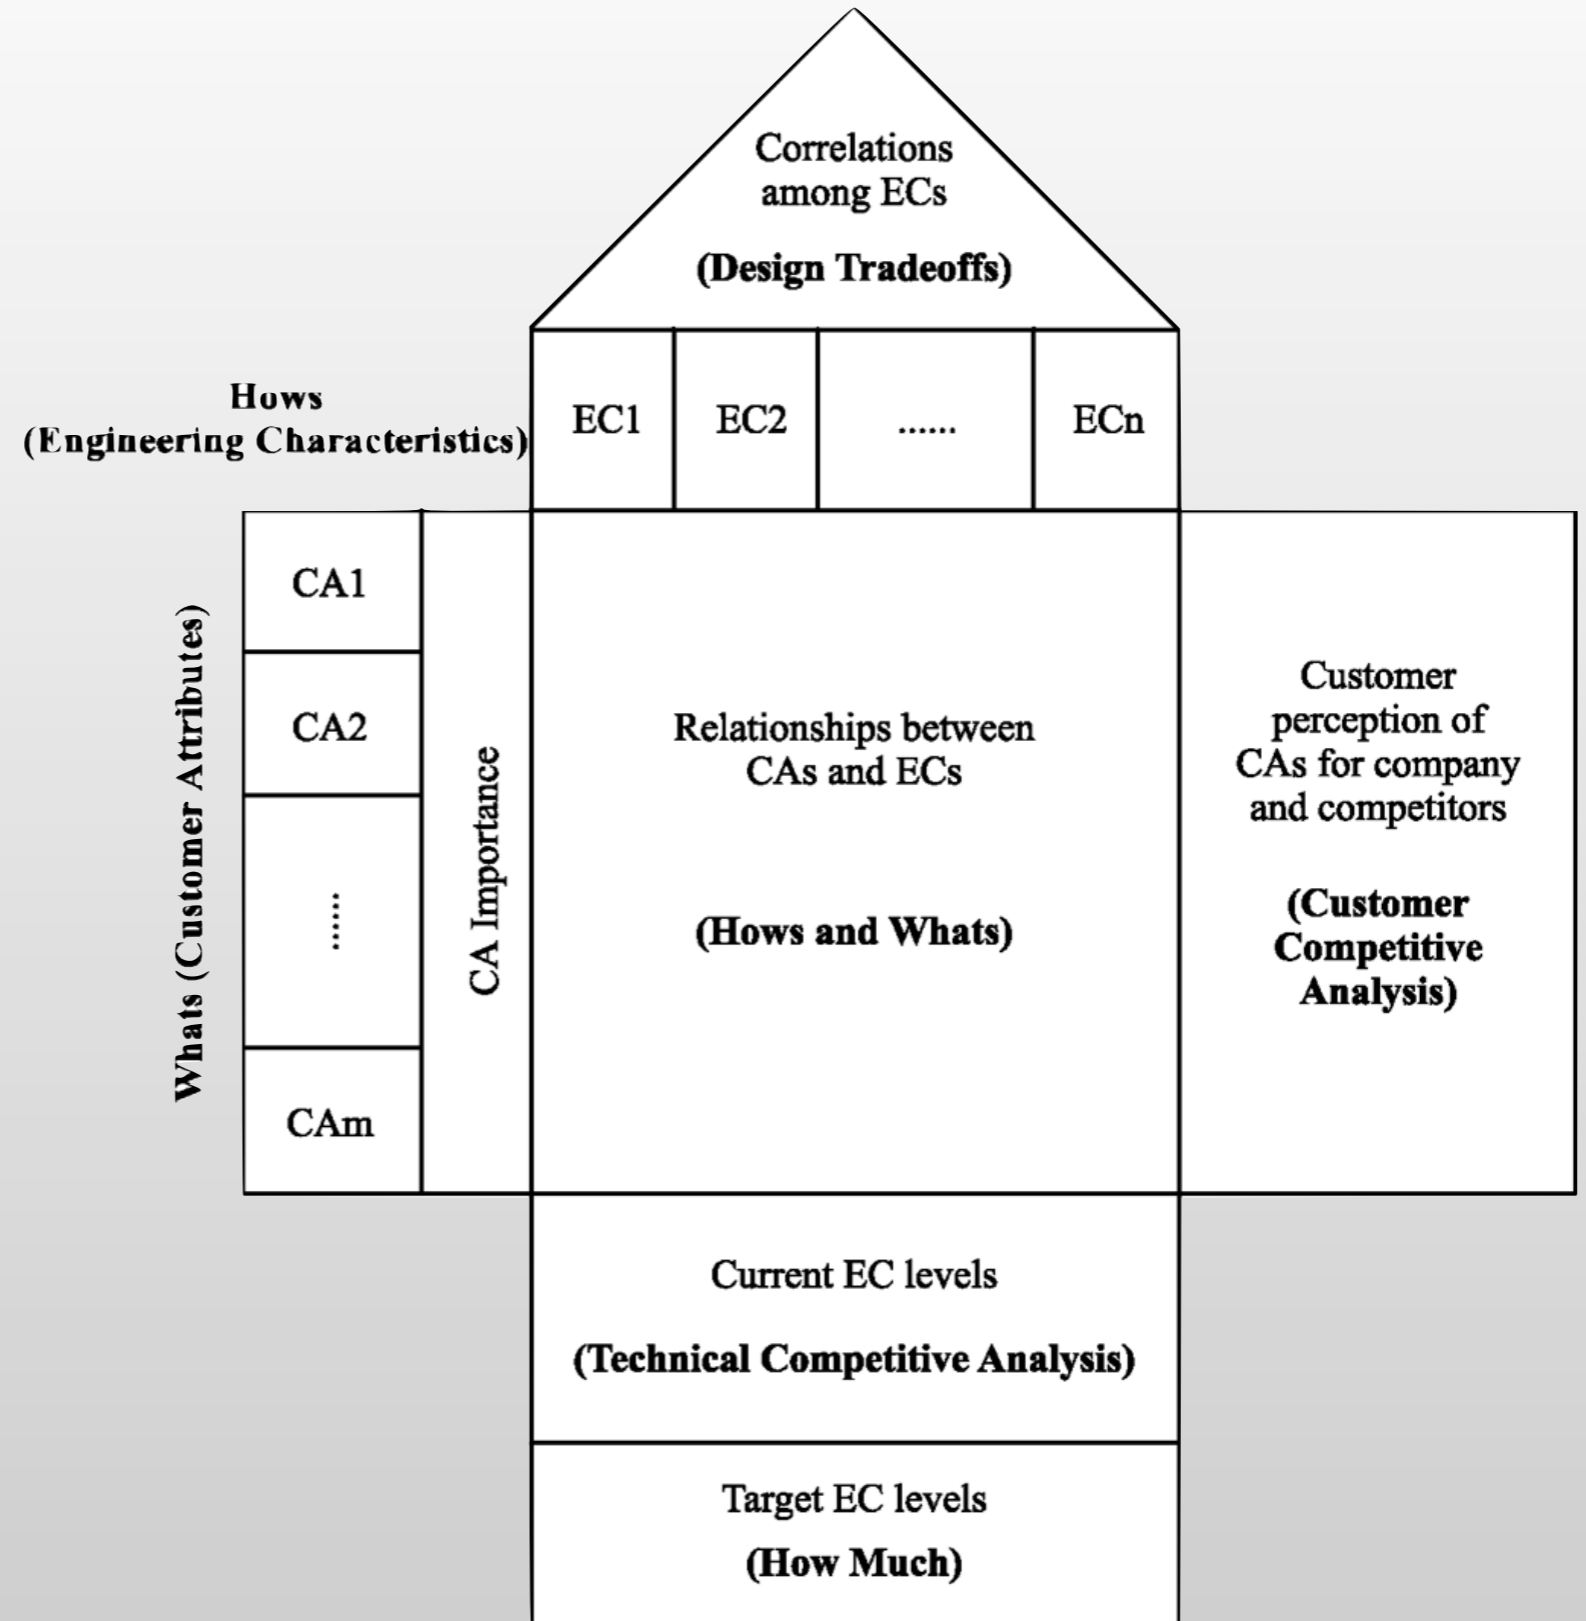 Correlations
among ECs
(Design Tradeoffs)
Hows
(Engineering Characteristics)
EC1
EC2
......
ECn
Whats (Customer Attributes)
CA1
CA2
......
CAm
CA Importance
Relationships between
CAs and ECs
(Hows and Whats)
Customer
perception of
CAs for company
and competitors
(Customer
Competitive
Analysis)
Current EC levels
(Technical Competitive Analysis)
Target EC levels
(How Much)